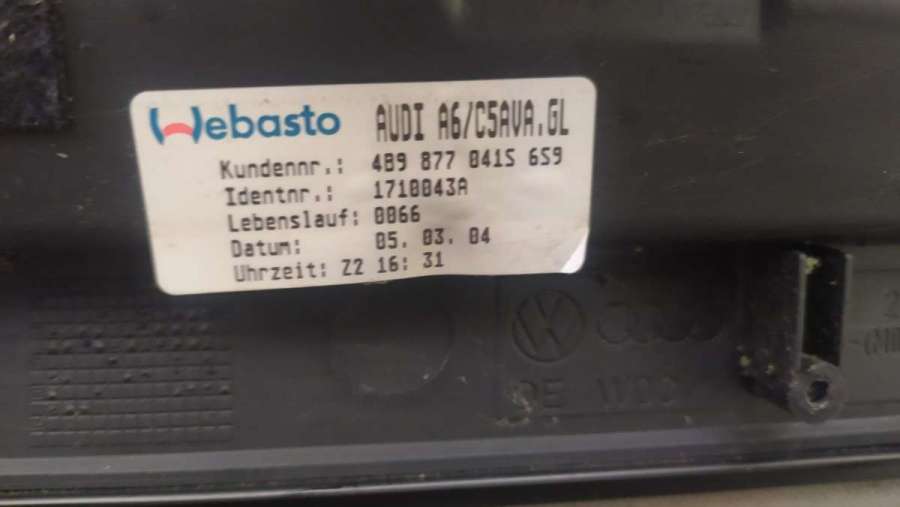 Webasto AUDI A6/C5AVA.GL
Kundennr.: 4B9 877 041S 6S9
Identnr.: 1710043A
Lebenslauf: 0066
Datum: 05. 03. 04
Uhrzeit: Z2 16: 31